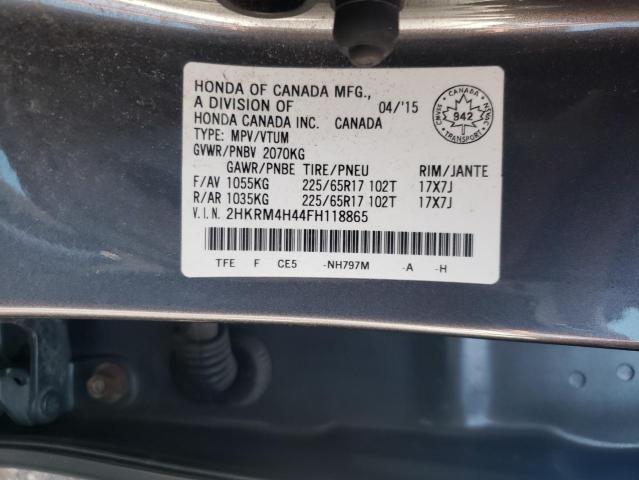 HONDA OF CANADA MFG.,
A DIVISION OF 04/'15
HONDA CANADA INC. CANADA
TYPE: MPV/VTUM
GVWR/PNBV 2070KG
GAWR/PNBE TIRE/PNEU RIM/JANTE
F/AV 1055KG 225/65R17 102T 17X7J
R/AR 1035KG 225/65R17 102T 17X7J
V.I.N. 2HKRM4H44FH118865
TFE F CE5 -NH797M -A -H
CANADA
942
TRANSPORT
CANADA